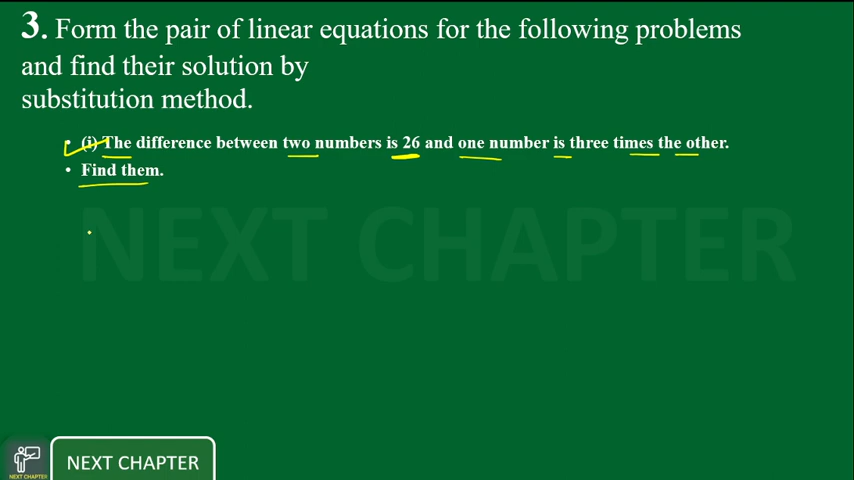 3. Form the pair of linear equations for the following problems
and find their solution by
substitution method.
• (i) The difference between two numbers is 26 and one number is three times the other.
• Find them.
NEXT CHAPTER
NEXT CHAPTER
NEXT CHAPTER